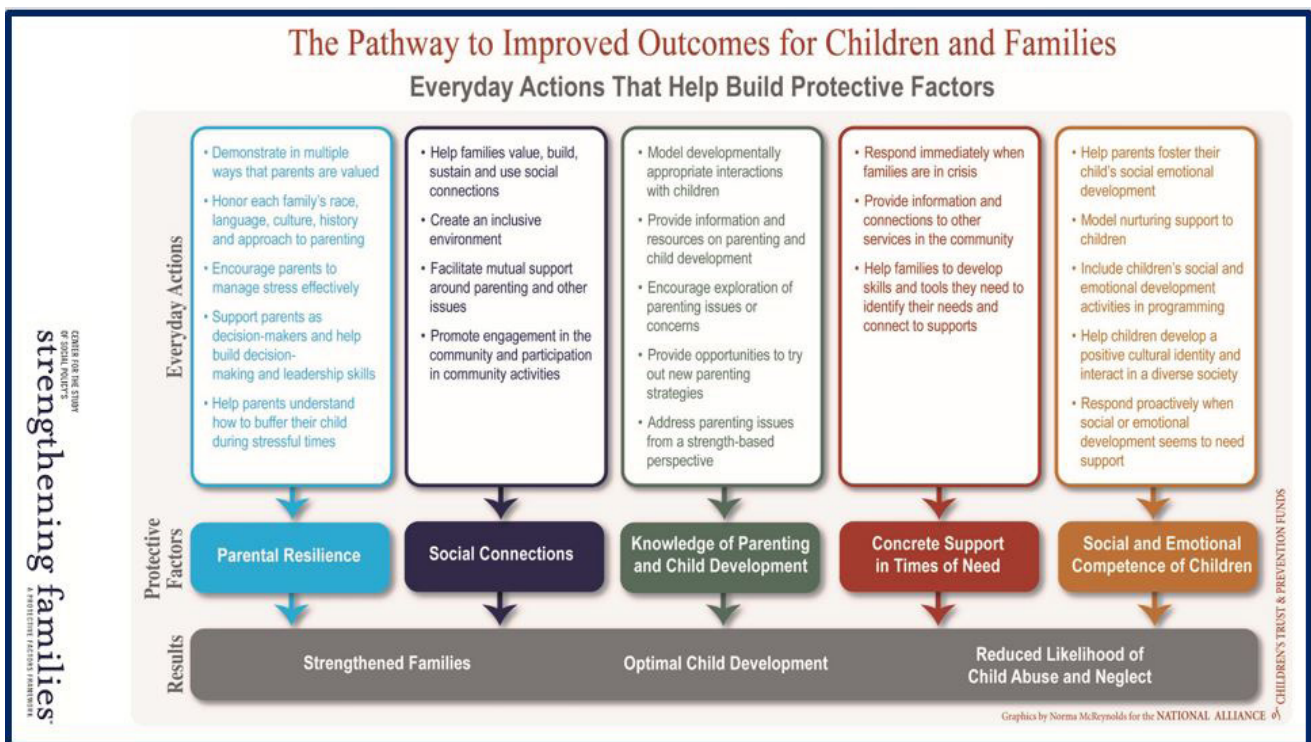 The Pathway to Improved Outcomes for Children and Families
Everyday Actions That Help Build Protective Factors
Everyday Actions
• Demonstrate in multiple
ways that parents are valued
• Honor each family's race,
language, culture, history
and approach to parenting
• Encourage parents to
manage stress effectively
• Support parents as
decision-makers and help
build decision-
making and leadership skills
• Help parents understand
how to buffer their child
during stressful times
• Help families value, build,
sustain and use social
connections
• Create an inclusive
environment
• Facilitate mutual support
around parenting and other
issues
• Promote engagement in the
community and participation
in community activities
• Model developmentally
appropriate interactions
with children
• Provide information and
resources on parenting and
child development
• Encourage exploration of
parenting issues or
concerns
• Provide opportunities to try
out new parenting
strategies
• Address parenting issues
from a strength-based
perspective
• Respond immediately when
families are in crisis
• Provide information and
connections to other
services in the community
• Help families to develop
skills and tools they need to
identify their needs and
connect to supports
• Help parents foster their
child's social emotional
development
• Model nurturing support to
children
• Include children's social and
emotional development
activities in programming
• Help children develop a
positive cultural identity and
interact in a diverse society
• Respond proactively when
social or emotional
development seems to need
support
Protective
Factors
Parental Resilience
Social Connections
Knowledge of Parenting
and Child Development
Concrete Support
in Times of Need
Social and Emotional
Competence of Children
Results
Strengthened Families
Optimal Child Development
Reduced Likelihood of
Child Abuse and Neglect
CENTER FOR THE STUDY
OF SOCIAL POLICY'S
strengthening families™
A PROTECTIVE FACTORS FRAMEWORK
Graphics by Norma McReynolds for the NATIONAL ALLIANCE of
CHILDREN'S TRUST & PREVENTION FUNDS